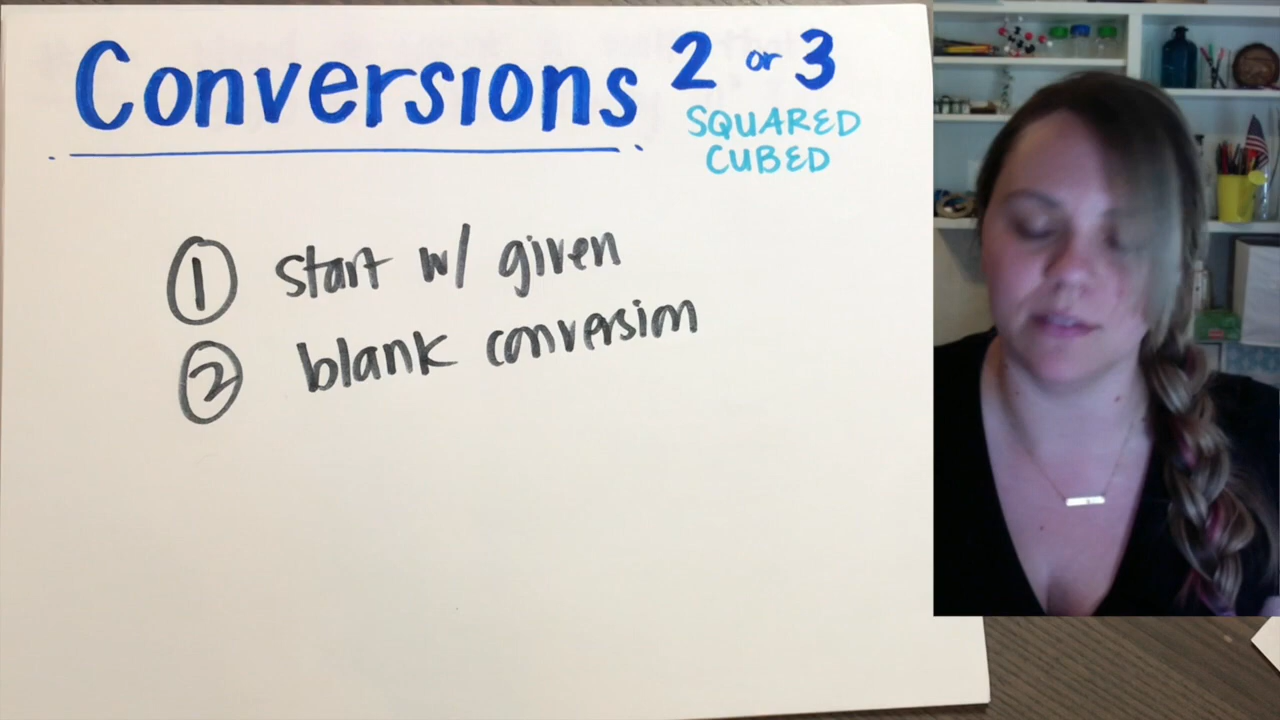 Conversions 2 or 3
SQUARED
CUBED
① start w/ given
② blank conversion